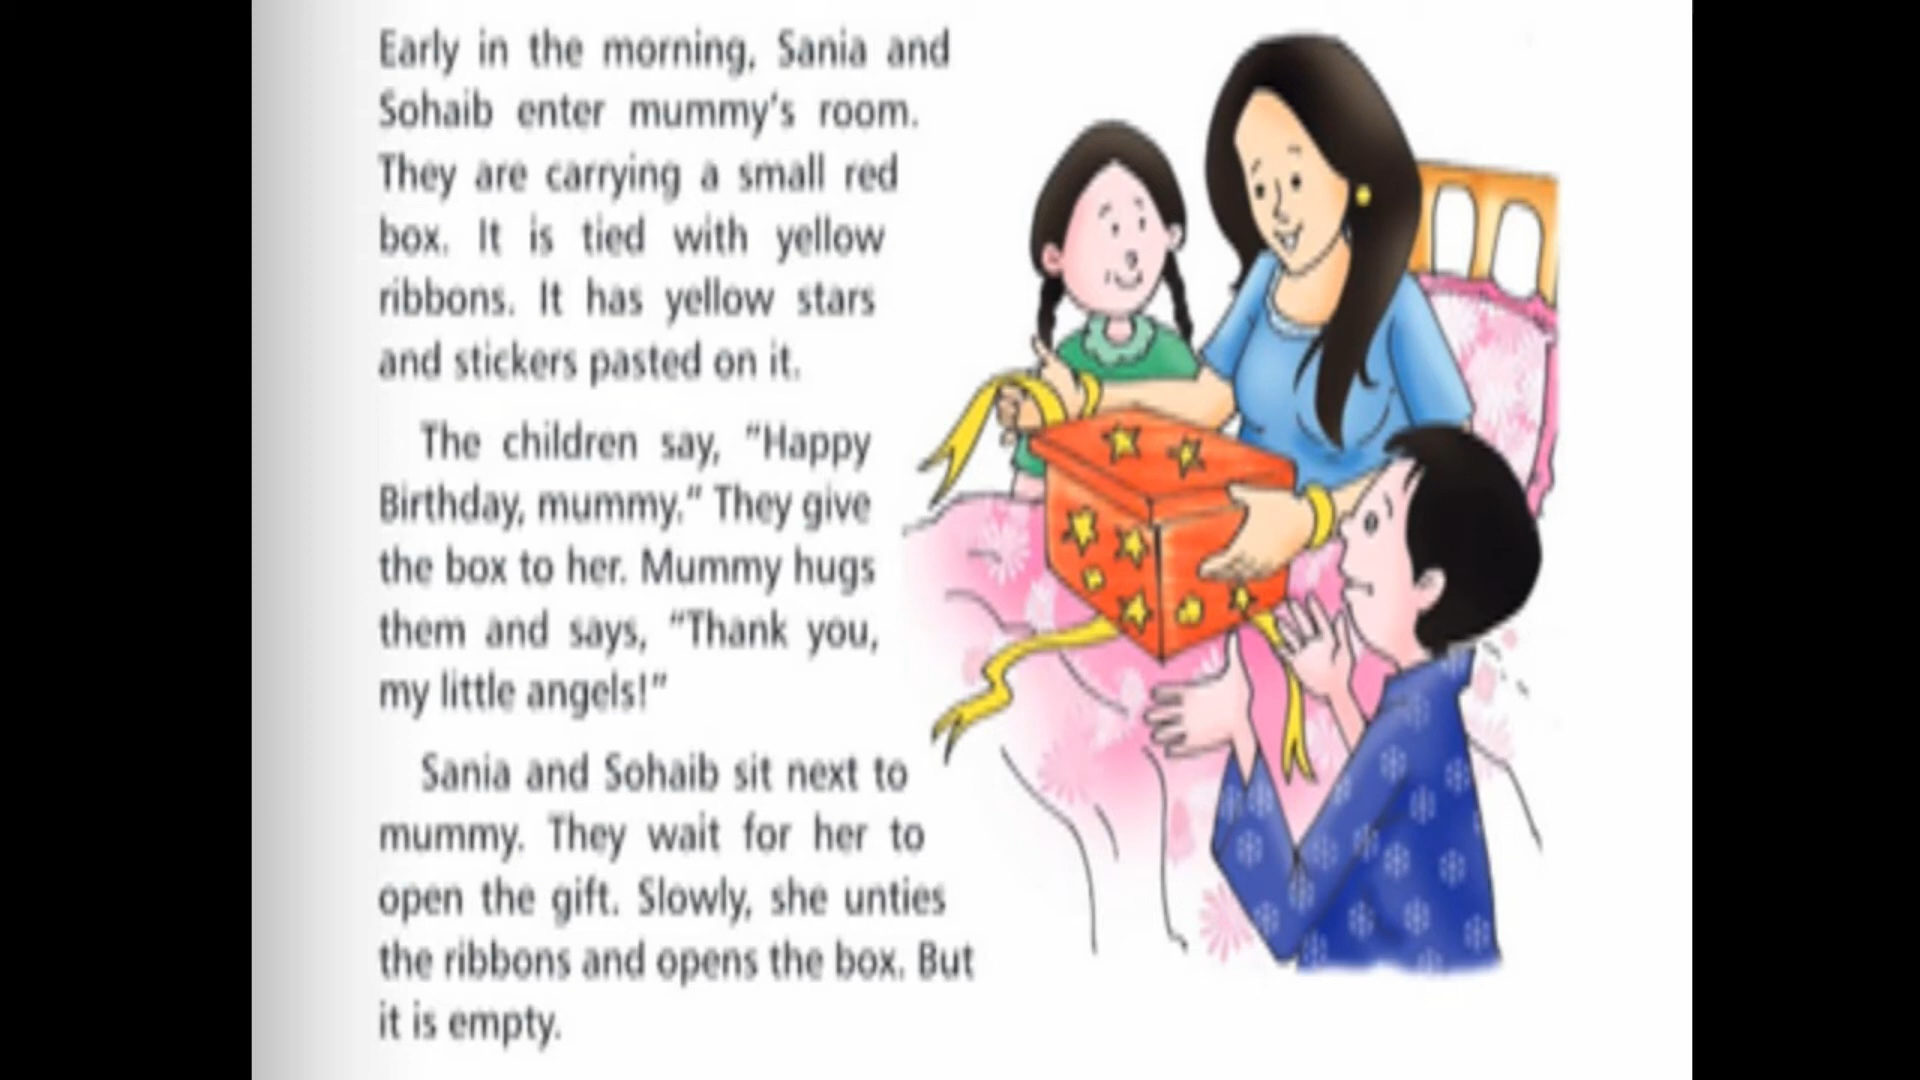 Early in the morning, Sania and
Sohaib enter mummy's room.
They are carrying a small red
box. It is tied with yellow
ribbons. It has yellow stars
and stickers pasted on it.
The children say, "Happy
Birthday, mummy." They give
the box to her. Mummy hugs
them and says, "Thank you,
my little angels!"
Sania and Sohaib sit next to
mummy. They wait for her to
open the gift. Slowly, she unties
the ribbons and opens the box. But
it is empty.